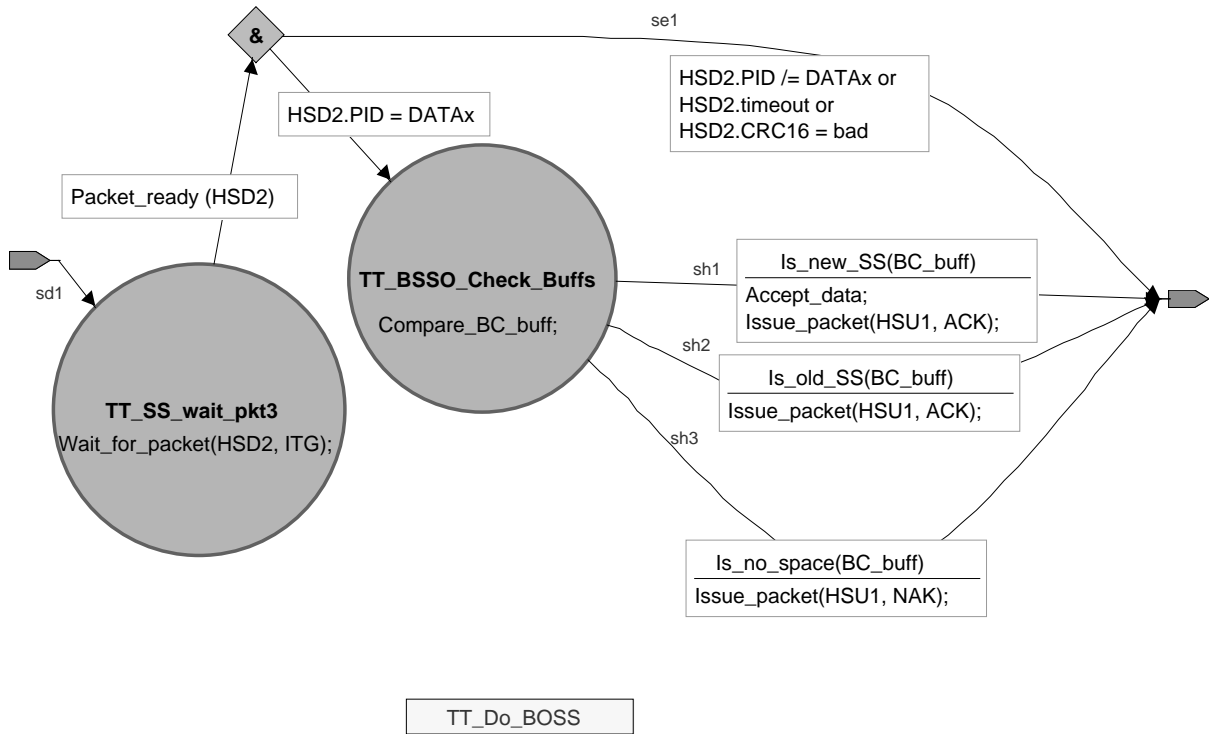 se1
&
HSD2.PID /= DATAx or
HSD2.timeout or
HSD2.CRC16 = bad
HSD2.PID = DATAx
Packet_ready (HSD2)
sd1
TT_SS_wait_pkt3
Wait_for_packet(HSD2, ITG);
TT_BSSO_Check_Buffs
Compare_BC_buff;
sh1
Is_new_SS(BC_buff)
Accept_data;
Issue_packet(HSU1, ACK);
sh2
Is_old_SS(BC_buff)
Issue_packet(HSU1, ACK);
sh3
Is_no_space(BC_buff)
Issue_packet(HSU1, NAK);
TT_Do_BOSS